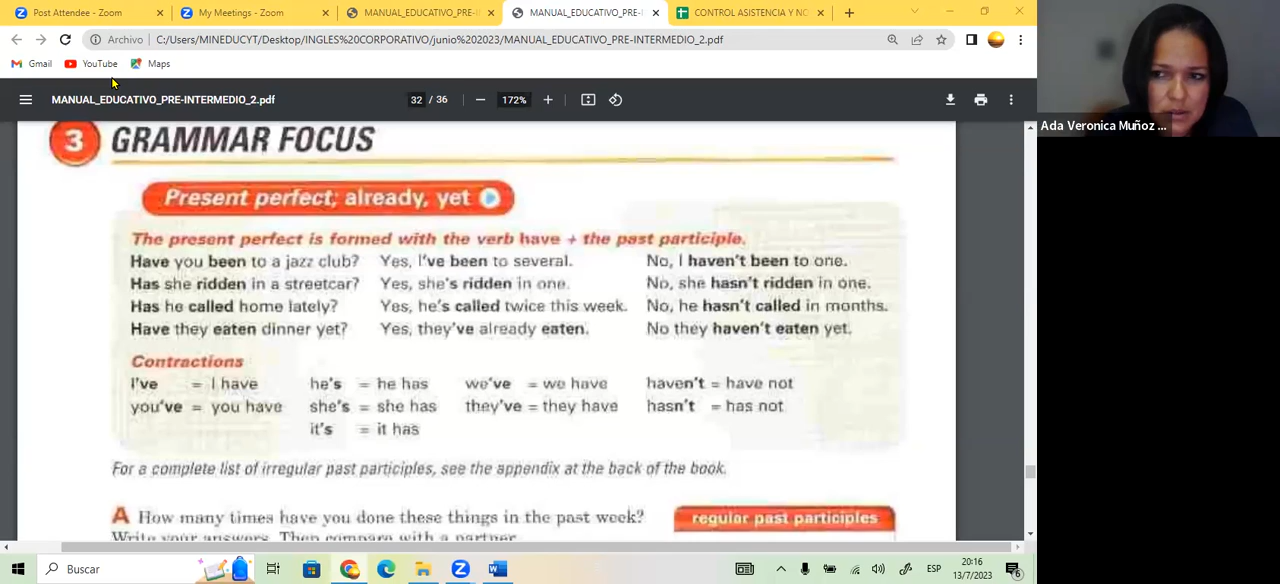 Post Attendee - Zoom
My Meetings - Zoom
MANUAL_EDUCATIVO_PRE-I
MANUAL_EDUCATIVO_PRE-
CONTROL ASISTENCIA Y NO
Archivo
C:/Users/MINEDUCYT/Desktop/INGLES%20CORPORATIVO/junio%202023/MANUAL_EDUCATIVO_PRE-INTERMEDIO_2.pdf
Gmail
YouTube
Maps
MANUAL_EDUCATIVO_PRE-INTERMEDIO_2.pdf
32 / 36
172%
Ada Veronica Muñoz ...
3 GRAMMAR FOCUS
Present perfect; already, yet
The present perfect is formed with the verb have + the past participle.
Have you been to a jazz club? Yes, I've been to several. No, I haven't been to one.
Has she ridden in a streetcar? Yes, she's ridden in one. No, she hasn't ridden in one.
Has he called home lately? Yes, he's called twice this week. No, he hasn't called in months.
Have they eaten dinner yet? Yes, they've already eaten. No they haven't eaten yet.
Contractions
I've = I have he's = he has we've = we have haven't = have not
you've = you have she's = she has they've = they have hasn't = has not
it's = it has
For a complete list of irregular past participles, see the appendix at the back of the book.
A How many times have you done these things in the past week?
Write your answers. Then compare with a partner.
regular past participles
Buscar
ESP
20:16
13/7/2023
6